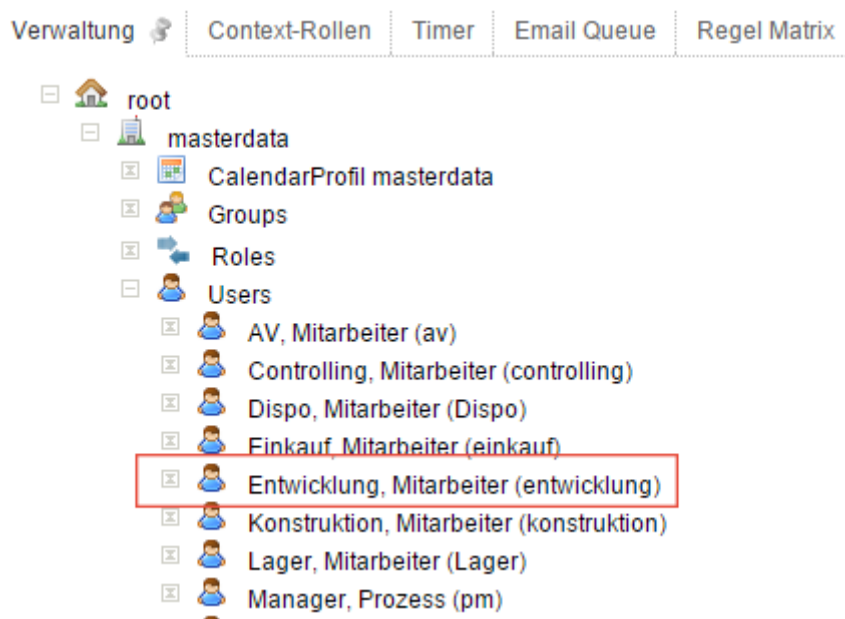 Verwaltung Context-Rollen Timer Email Queue Regel Matrix
root
masterdata
CalendarProfil masterdata
Groups
Roles
Users
AV, Mitarbeiter (av)
Controlling, Mitarbeiter (controlling)
Dispo, Mitarbeiter (Dispo)
Einkauf, Mitarbeiter (einkauf)
Entwicklung, Mitarbeiter (entwicklung)
Konstruktion, Mitarbeiter (konstruktion)
Lager, Mitarbeiter (Lager)
Manager, Prozess (pm)